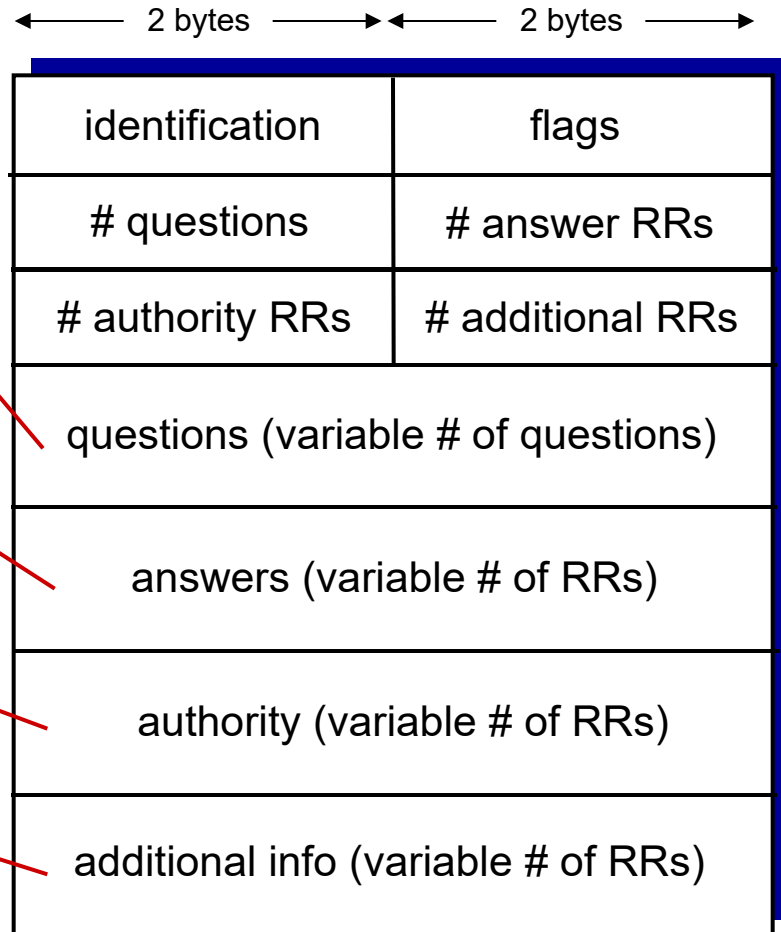 2 bytes 2 bytes
identification flags
# questions # answer RRs
# authority RRs # additional RRs
questions (variable # of questions)
answers (variable # of RRs)
authority (variable # of RRs)
additional info (variable # of RRs)